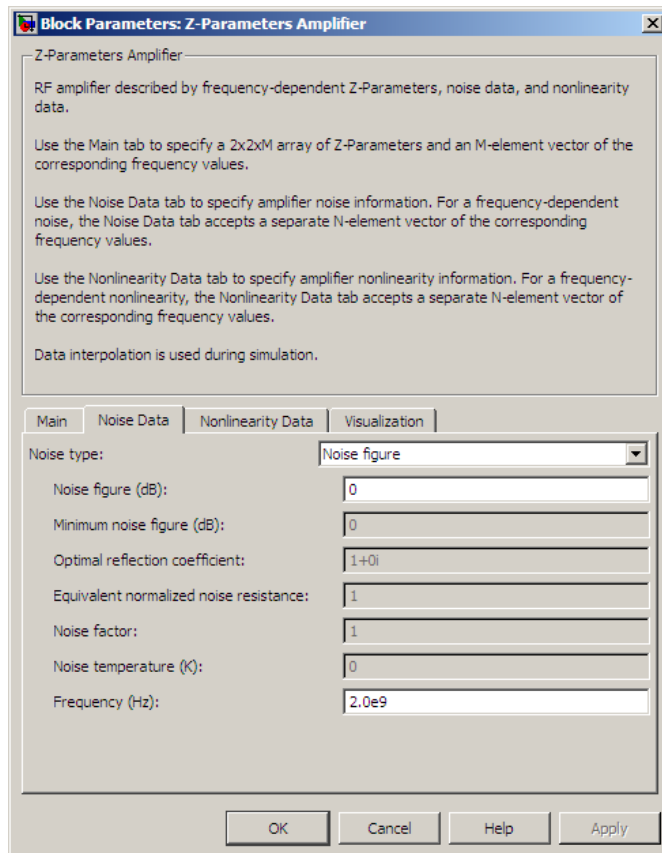 Block Parameters: Z-Parameters Amplifier
Z-Parameters Amplifier
RF amplifier described by frequency-dependent Z-Parameters, noise data, and nonlinearity
data.
Use the Main tab to specify a 2x2xM array of Z-Parameters and an M-element vector of the
corresponding frequency values.
Use the Noise Data tab to specify amplifier noise information. For a frequency-dependent
noise, the Noise Data tab accepts a separate N-element vector of the corresponding
frequency values.
Use the Nonlinearity Data tab to specify amplifier nonlinearity information. For a frequency-
dependent nonlinearity, the Nonlinearity Data tab accepts a separate N-element vector of
the corresponding frequency values.
Data interpolation is used during simulation.
Main Noise Data Nonlinearity Data Visualization
Noise type: Noise figure
Noise figure (dB): 0
Minimum noise figure (dB): 0
Optimal reflection coefficient: 1+0i
Equivalent normalized noise resistance: 1
Noise factor: 1
Noise temperature (K): 0
Frequency (Hz): 2.0e9
OK Cancel Help Apply